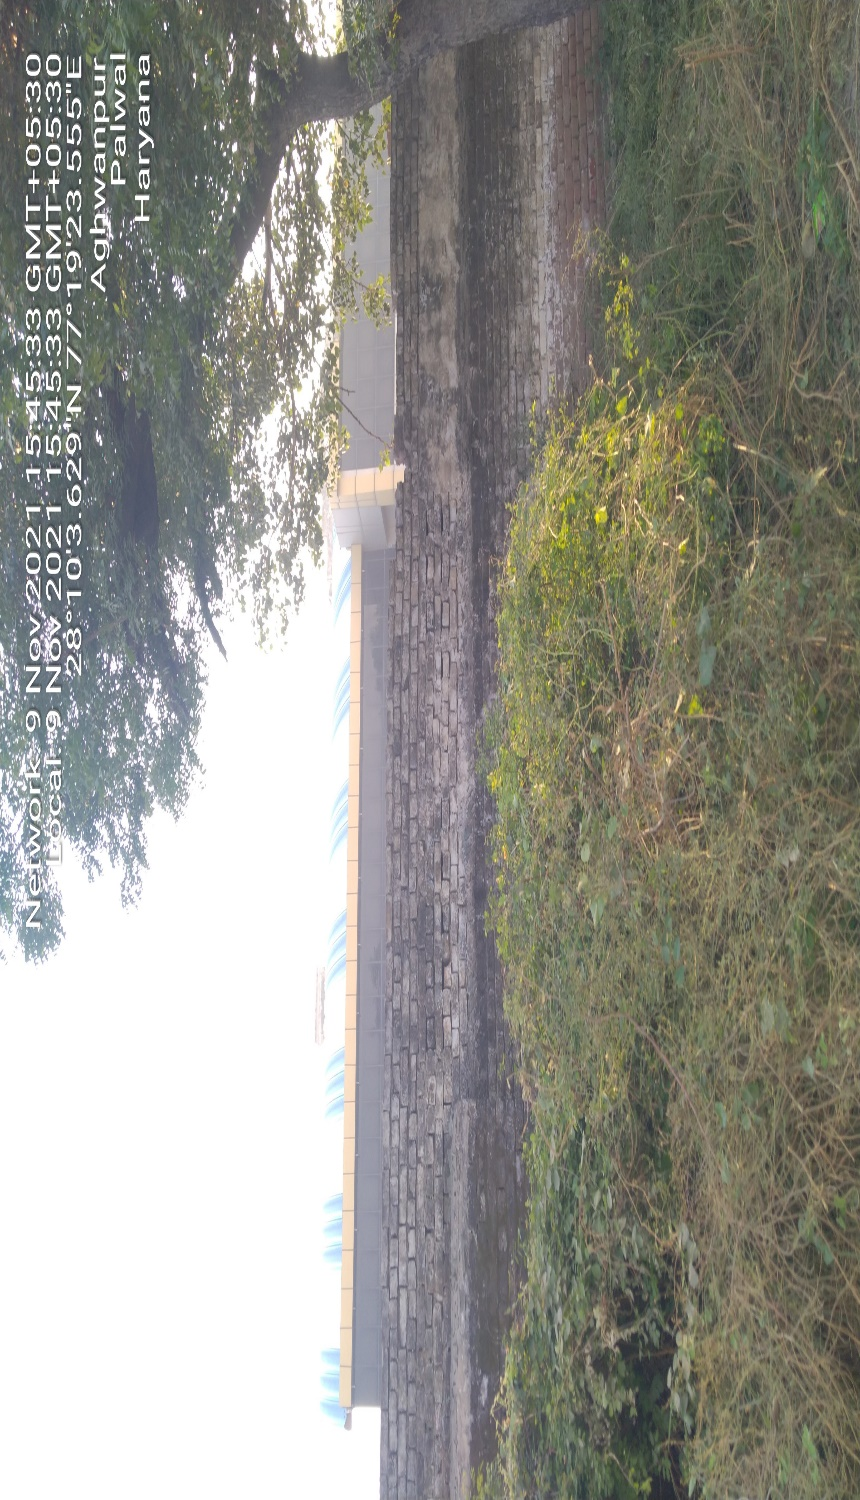 Network: 9 Nov 2021 15:45:33 GMT+05:30
Local: 9 Nov 2021 15:45:33 GMT+05:30
28°10'3.629"N 77°19'23.555"E
Aghwanpur
Palwal
Haryana